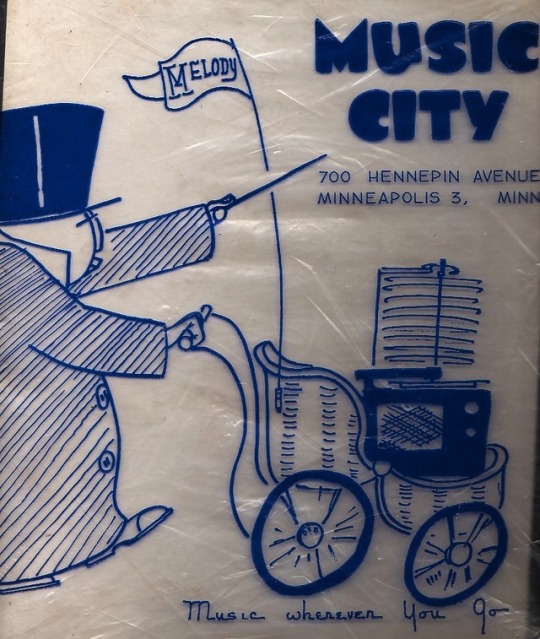 MELODY
MUSIC
CITY
700 HENNEPIN AVENUE
MINNEAPOLIS 3, MINN
Music wherever You go